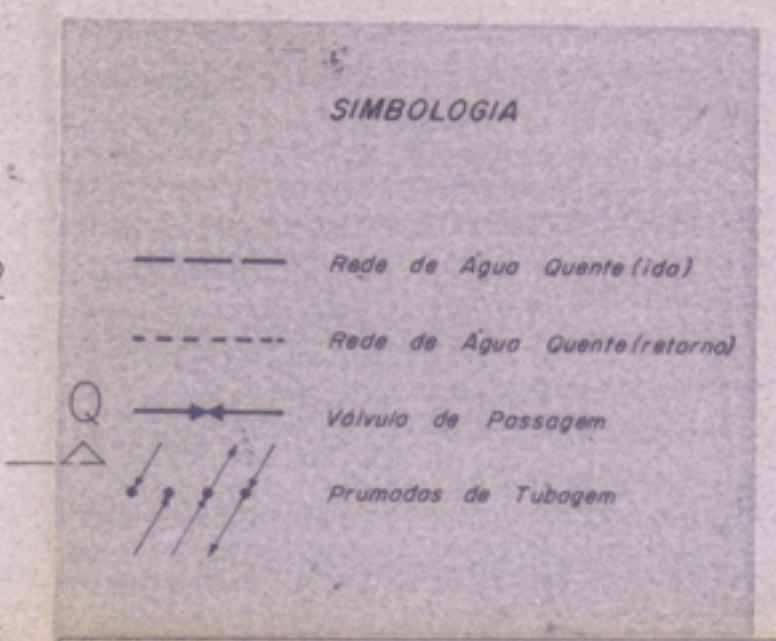 SIMBOLOGIA
Rede de Água Quente (ida)
Rede de Água Quente (retorno)
Q
Válvula de Passagem
Prumadas de Tubagem